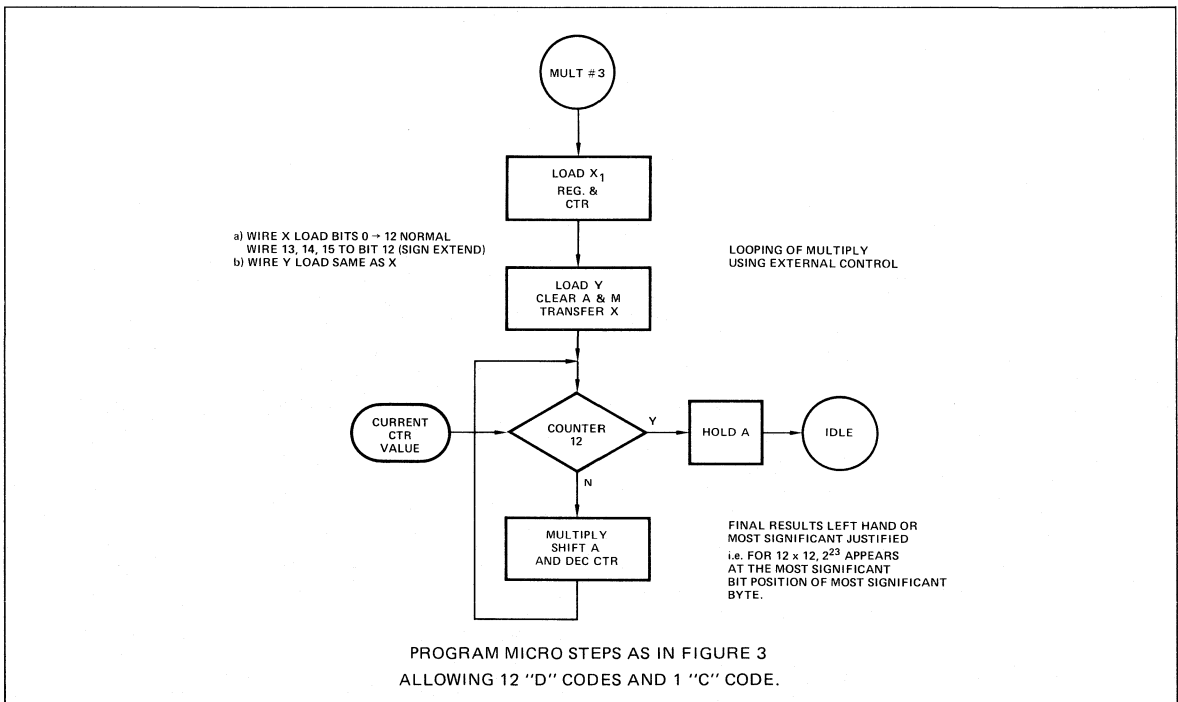 MULT #3
LOAD X1
REG. &
CTR
a) WIRE X LOAD BITS 0 → 12 NORMAL
WIRE 13, 14, 15 TO BIT 12 (SIGN EXTEND)
b) WIRE Y LOAD SAME AS X
LOOPING OF MULTIPLY
USING EXTERNAL CONTROL
LOAD Y
CLEAR A & M
TRANSFER X
CURRENT
CTR
VALUE
COUNTER
12
Y
HOLD A
IDLE
N
MULTIPLY
SHIFT A
AND DEC CTR
FINAL RESULTS LEFT HAND OR
MOST SIGNIFICANT JUSTIFIED
i.e. FOR 12 x 12, 2^23 APPEARS
AT THE MOST SIGNIFICANT
BIT POSITION OF MOST SIGNIFICANT
BYTE.
PROGRAM MICRO STEPS AS IN FIGURE 3
ALLOWING 12 "D" CODES AND 1 "C" CODE.